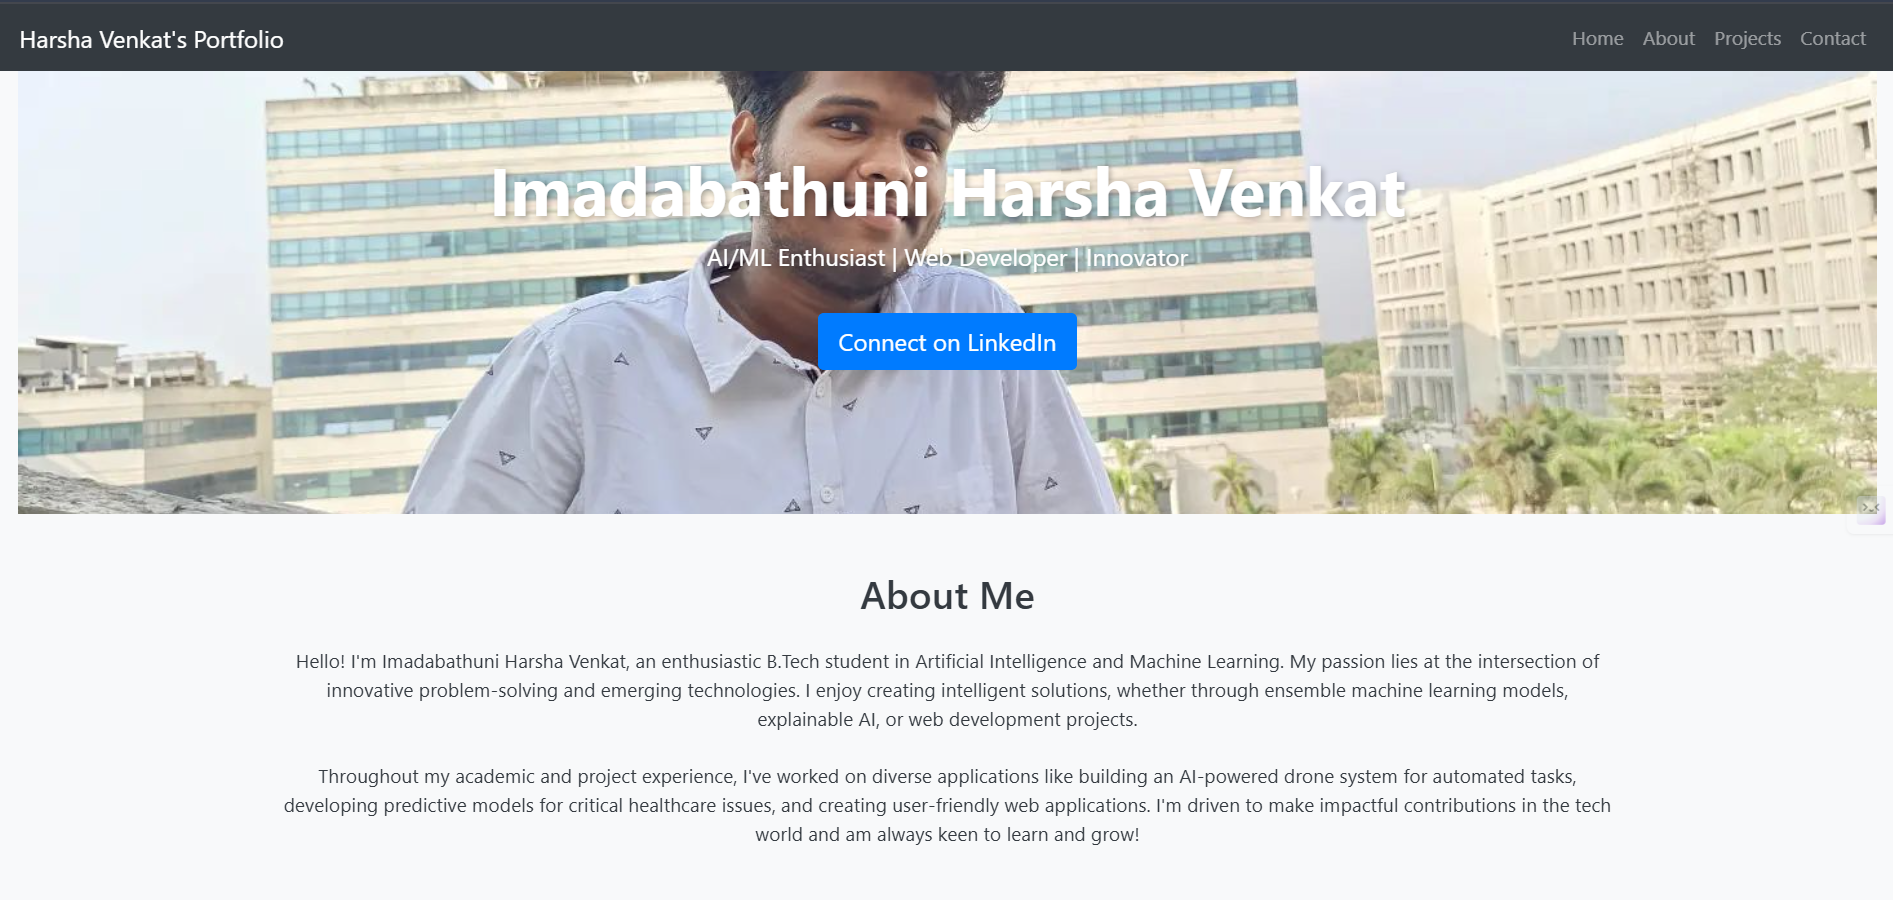 Harsha Venkat's Portfolio
Home About Projects Contact
Imadabathuni Harsha Venkat
AI/ML Enthusiast | Web Developer | Innovator
Connect on LinkedIn
About Me
Hello! I'm Imadabathuni Harsha Venkat, an enthusiastic B.Tech student in Artificial Intelligence and Machine Learning. My passion lies at the intersection of
innovative problem-solving and emerging technologies. I enjoy creating intelligent solutions, whether through ensemble machine learning models,
explainable AI, or web development projects.
Throughout my academic and project experience, I've worked on diverse applications like building an AI-powered drone system for automated tasks,
developing predictive models for critical healthcare issues, and creating user-friendly web applications. I'm driven to make impactful contributions in the tech
world and am always keen to learn and grow!